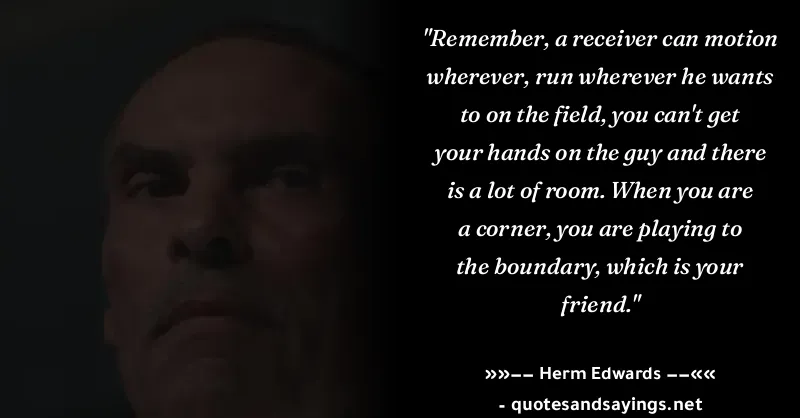 "Remember, a receiver can motion
wherever, run wherever he wants
to on the field, you can't get
your hands on the guy and there
is a lot of room. When you are
a corner, you are playing to
the boundary, which is your
friend."
»»—— Herm Edwards ——««
- quotesandsayings.net